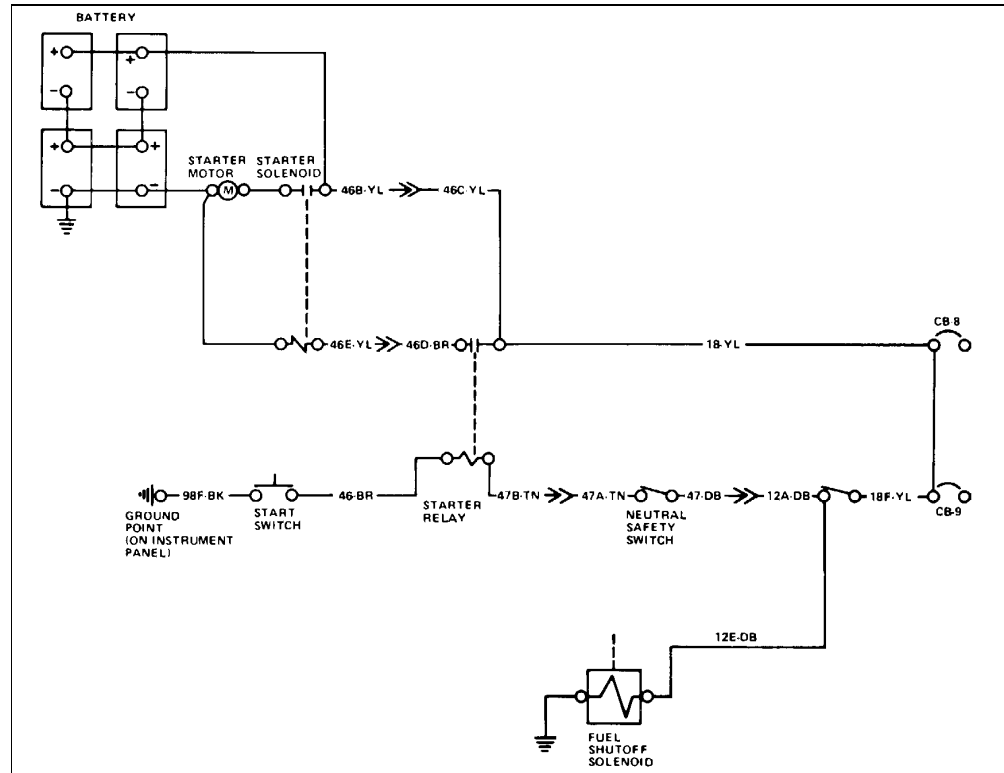 BATTERY
+
+
−
−
+
+
−
−
STARTER
MOTOR
M
STARTER
SOLENOID
46B-YL
46C-YL
46E-YL
46D-BR
18-YL
CB-8
98F-BK
46-BR
47B-TN
47A-TN
47-DB
12A-DB
18F-YL
CB-9
GROUND
POINT
(ON INSTRUMENT
PANEL)
START
SWITCH
STARTER
RELAY
NEUTRAL
SAFETY
SWITCH
12E-DB
FUEL
SHUTOFF
SOLENOID